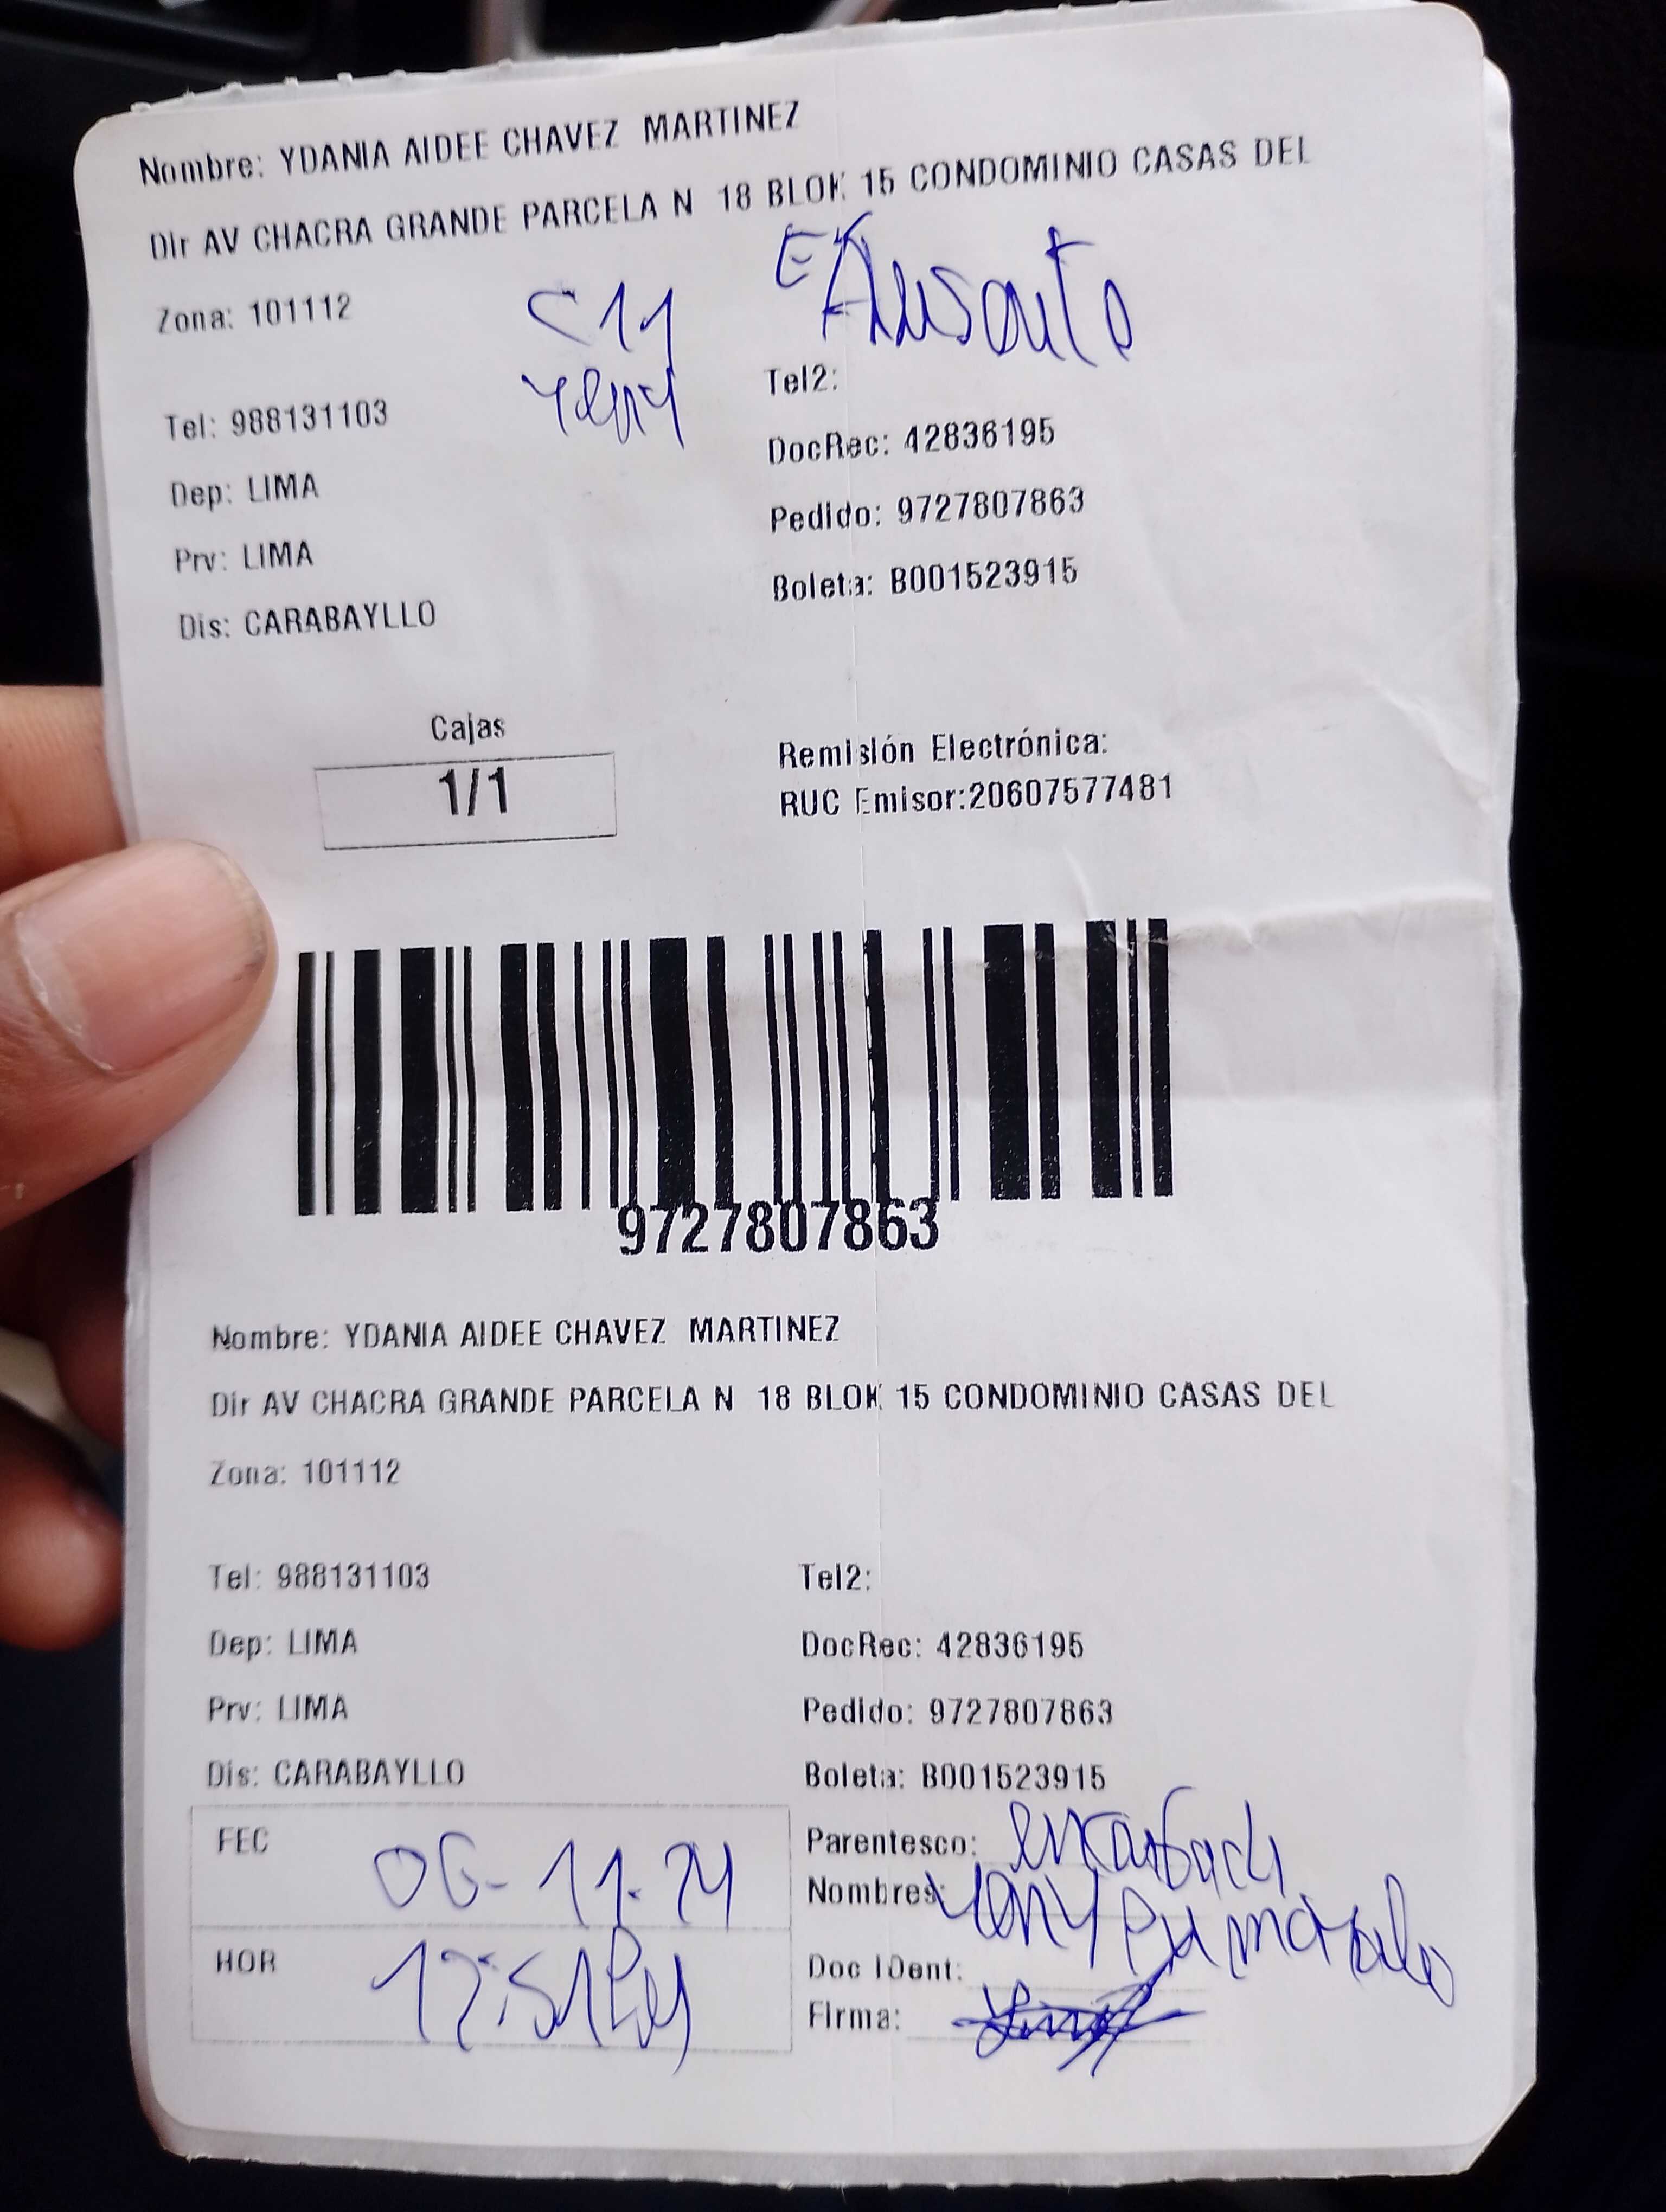 Nombre: YDANIA AIDEE CHAVEZ MARTINEZ
Dir AV CHACRA GRANDE PARCELA N 18 BLOK 15 CONDOMINIO CASAS DEL
Zona: 101112
Tel: 988131103 Tel2:
Dep: LIMA DocRec: 42836195
Prv: LIMA Pedido: 9727807863
Dis: CARABAYLLO Boleta: B001523915
Cajas
1/1
Remisión Electrónica:
RUC Emisor:20607577481
9727807863
Nombre: YDANIA AIDEE CHAVEZ MARTINEZ
Dir AV CHACRA GRANDE PARCELA N 18 BLOK 15 CONDOMINIO CASAS DEL
Zona: 101112
Tel: 988131103 Tel2:
Dep: LIMA DocRec: 42836195
Prv: LIMA Pedido: 9727807863
Dis: CARABAYLLO Boleta: B001523915
FEC 06-11-24
HOR
Parentesco:
Nombres: Yeny
Doc IDent:
Firma: